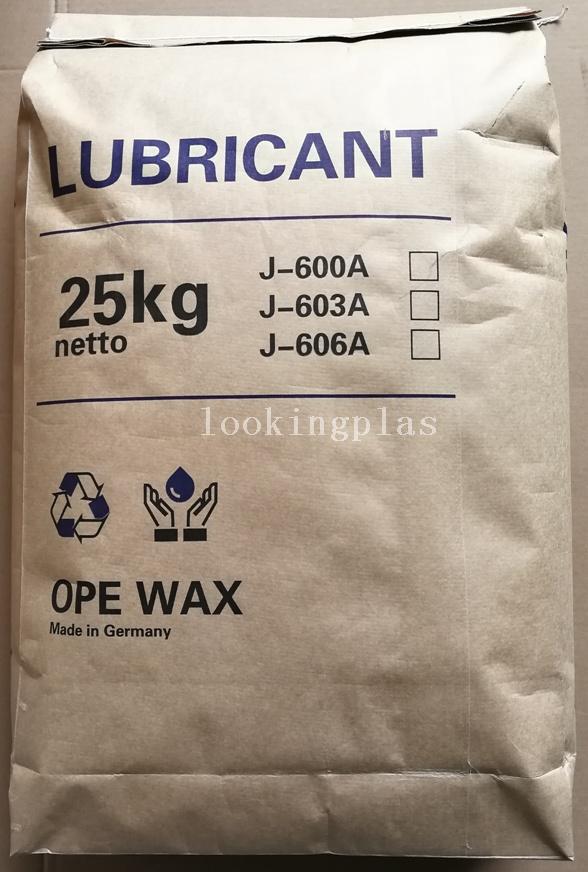 LUBRICANT
25kg
netto
J-600A
J-603A
J-606A
lookingplas
OPE WAX
Made in Germany